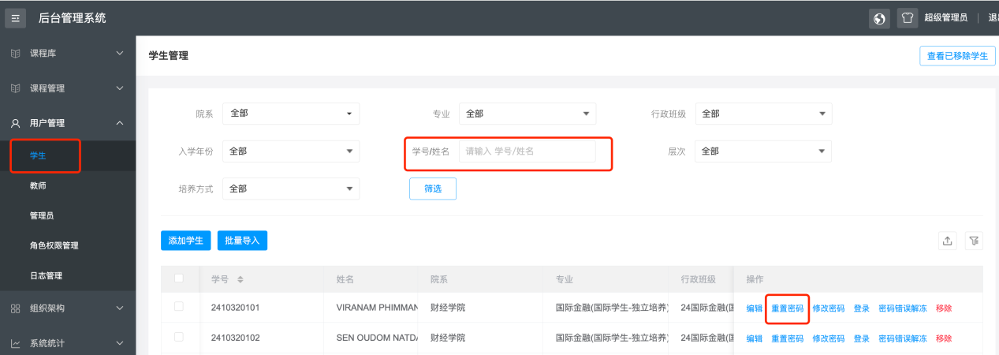 后台管理系统 超级管理员
课程库
课程管理
用户管理
学生
教师
管理员
角色权限管理
日志管理
组织架构
系统统计
学生管理 查看已移除学生
院系 全部 专业 全部 行政班级 全部
入学年份 全部 学号/姓名 请输入 学号/姓名 层次 全部
培养方式 全部 筛选
添加学生 批量导入
学号 姓名 院系 专业 行政班级 操作
2410320101 VIRANAM PHIMMAN 财经学院 国际金融(国际学生-独立培养) 24国际金融(国 编辑 重置密码 修改密码 登录 密码错误解冻 移除
2410320102 SEN OUDOM NATDA 财经学院 国际金融(国际学生-独立培养) 24国际金融(国 编辑 重置密码 修改密码 登录 密码错误解冻 移除